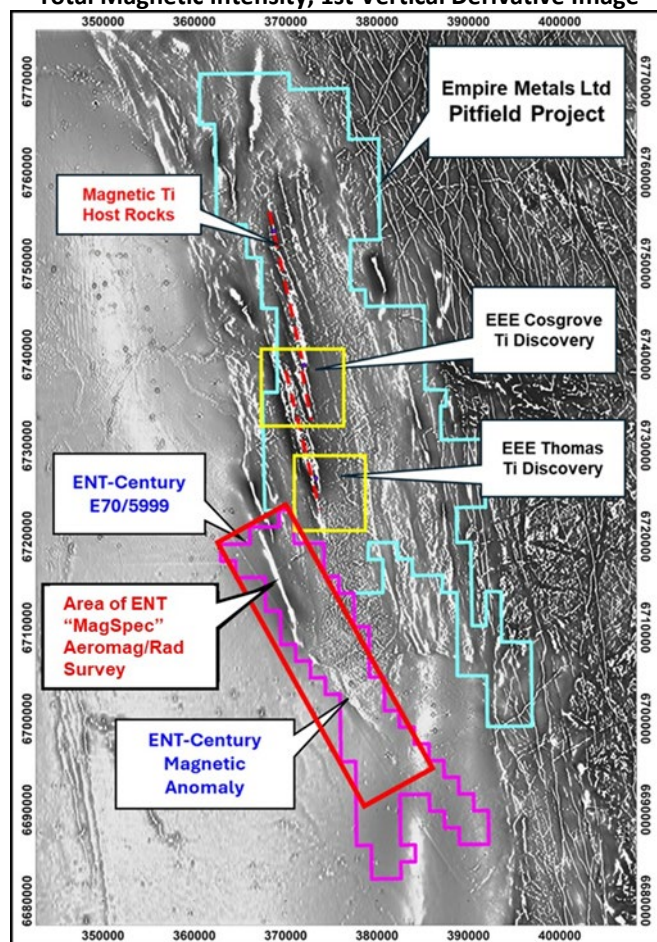 Total Magnetic Intensity, 1st Vertical Derivative Image
350000 360000 370000 380000 390000 400000
6770000
6760000
6750000
6740000
6730000
6720000
6710000
6700000
6690000
6680000
Empire Metals Ltd
Pitfield Project
Magnetic Ti
Host Rocks
EEE Cosgrove
Ti Discovery
EEE Thomas
Ti Discovery
ENT-Century
E70/5999
Area of ENT
“MagSpec”
Aeromag/Rad
Survey
ENT-Century
Magnetic
Anomaly
6770000
6760000
6750000
6740000
6730000
6720000
6710000
6700000
6690000
6680000
350000 360000 370000 380000 390000 400000